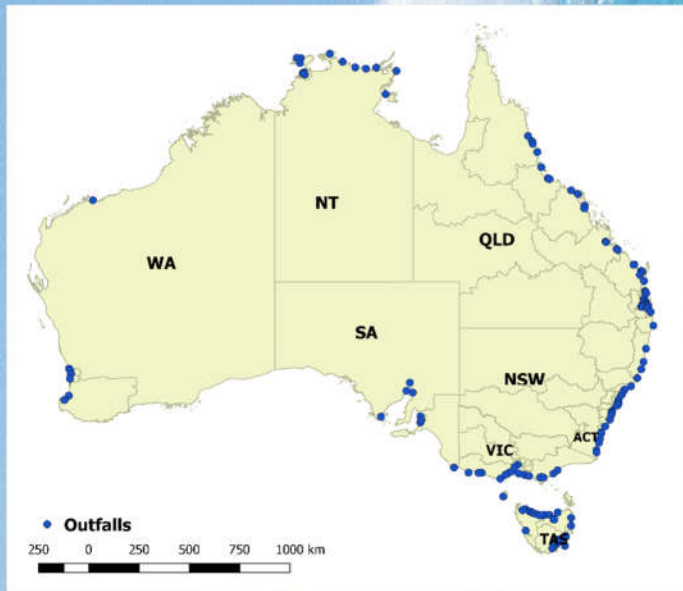 NT
QLD
WA
SA
NSW
ACT
VIC
TAS
Outfalls
250 0 250 500 750 1000 km